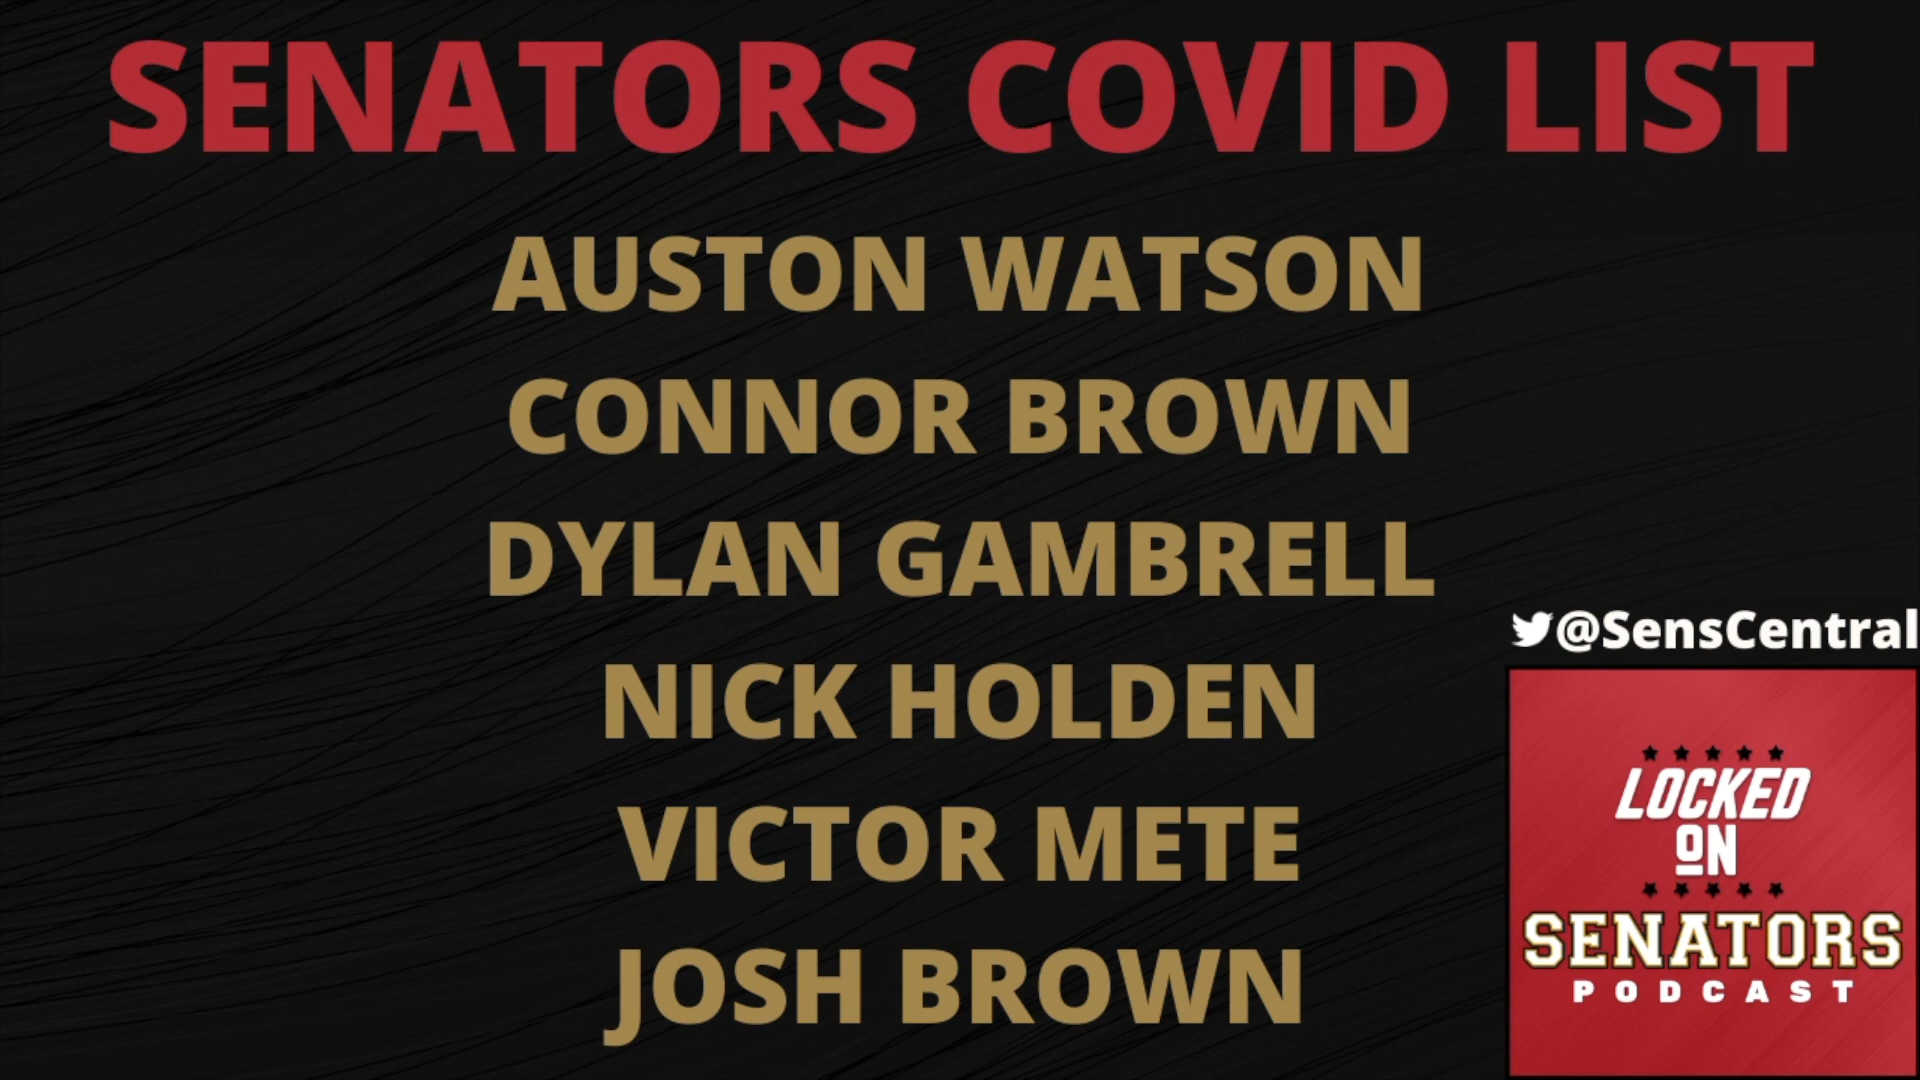 SENATORS COVID LIST
AUSTON WATSON
CONNOR BROWN
DYLAN GAMBRELL
NICK HOLDEN
VICTOR METE
JOSH BROWN
@SensCentral
LOCKED
ON
SENATORS
PODCAST